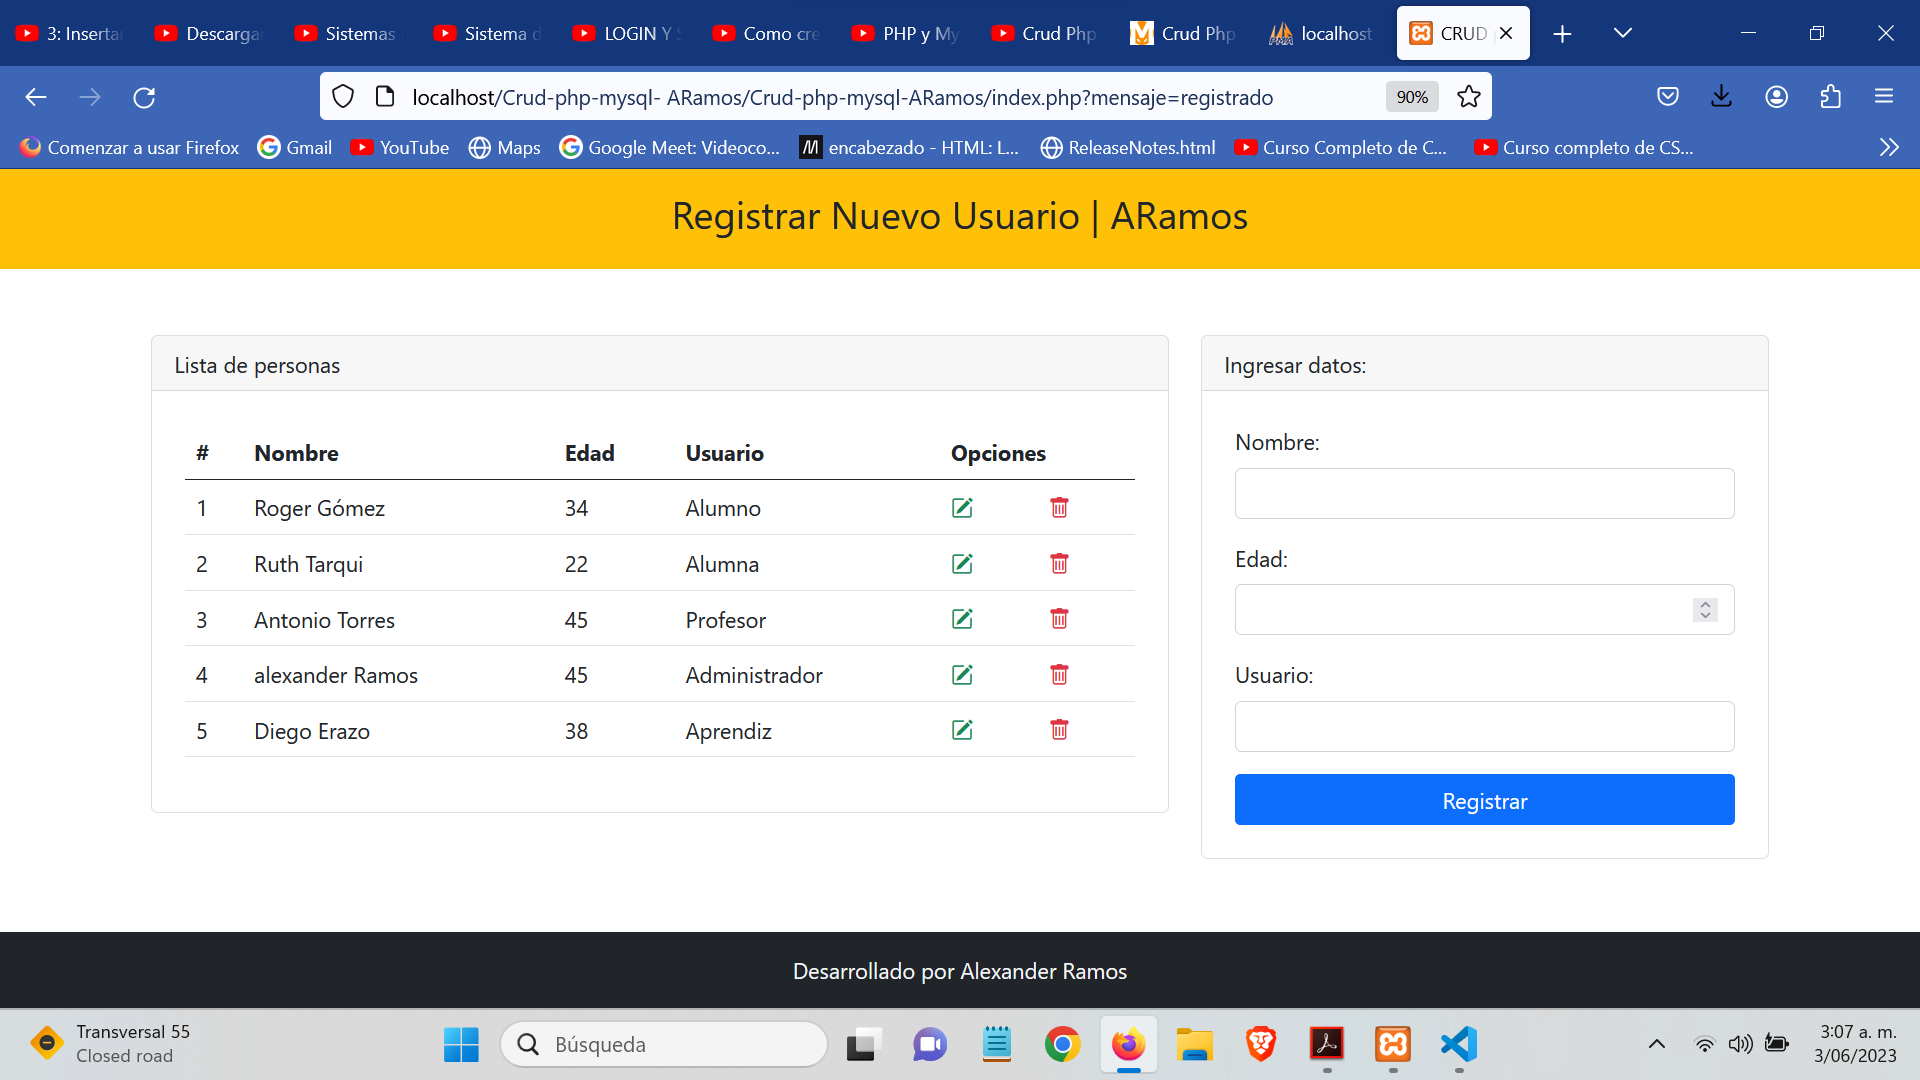 3: Inserta
Descarga
Sistemas
Sistema d
LOGIN Y S
Como cre
PHP y My
Crud Php
Crud Php
localhost
CRUD
localhost/Crud-php-mysql- ARamos/Crud-php-mysql-ARamos/index.php?mensaje=registrado
90%
Comenzar a usar Firefox
Gmail
YouTube
Maps
Google Meet: Videoco...
encabezado - HTML: L...
ReleaseNotes.html
Curso Completo de C...
Curso completo de CS...
Registrar Nuevo Usuario | ARamos
Lista de personas
# Nombre Edad Usuario Opciones
1 Roger Gómez 34 Alumno
2 Ruth Tarqui 22 Alumna
3 Antonio Torres 45 Profesor
4 alexander Ramos 45 Administrador
5 Diego Erazo 38 Aprendiz
Ingresar datos:
Nombre:
Edad:
Usuario:
Registrar
Desarrollado por Alexander Ramos
Transversal 55
Closed road
Búsqueda
3:07 a. m.
3/06/2023